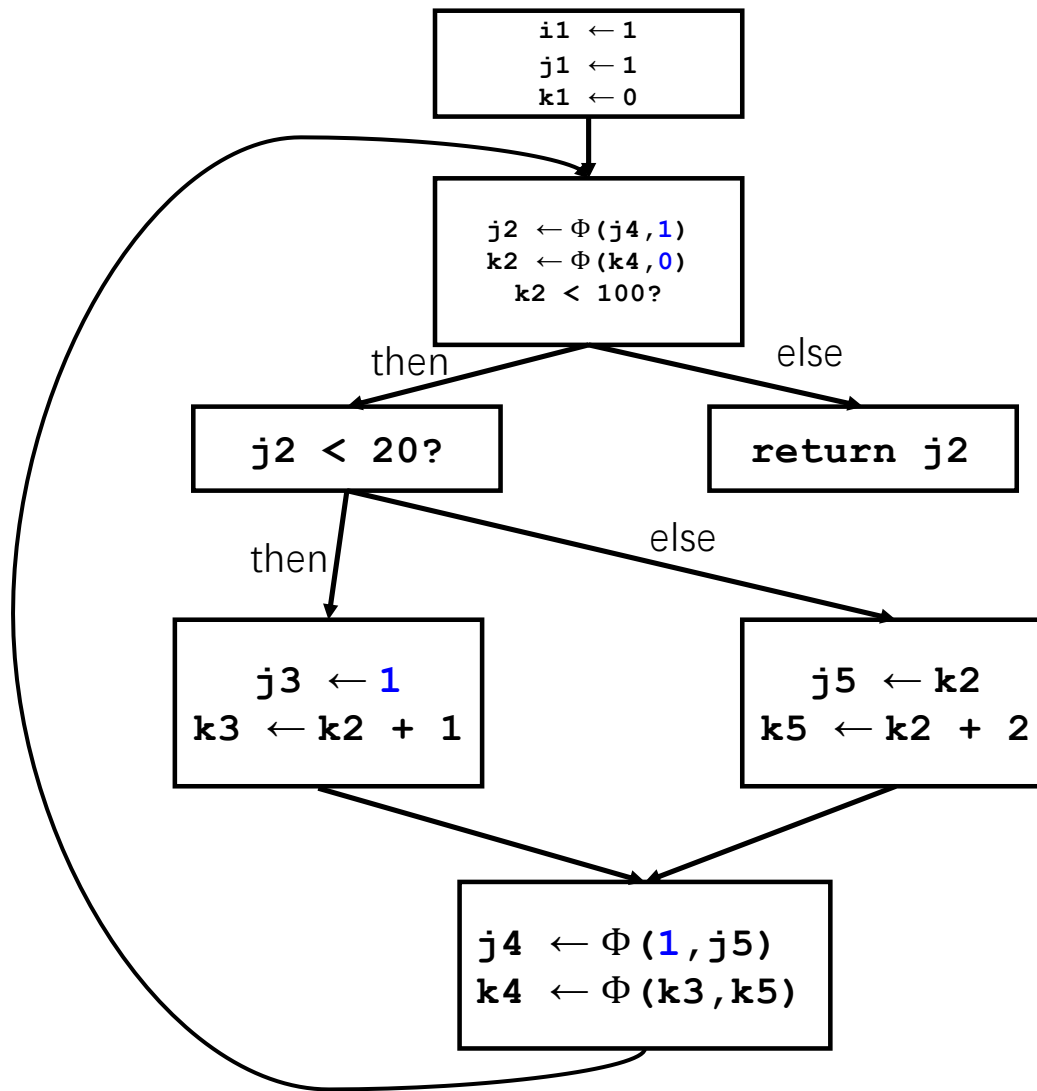 i1 ← 1
j1 ← 1
k1 ← 0
j2 ← Φ(j4,1)
k2 ← Φ(k4,0)
k2 < 100?
then
else
j2 < 20?
return j2
then
else
j3 ← 1
k3 ← k2 + 1
j5 ← k2
k5 ← k2 + 2
j4 ← Φ(1,j5)
k4 ← Φ(k3,k5)